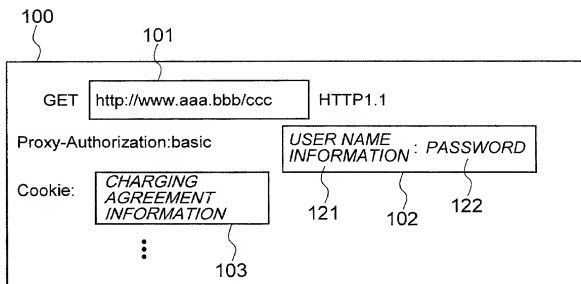 100
101
GET http://www.aaa.bbb/ccc HTTP1.1
Proxy-Authorization:basic
USER NAME
INFORMATION : PASSWORD
Cookie:
CHARGING
AGREEMENT
INFORMATION
121
102
122
103